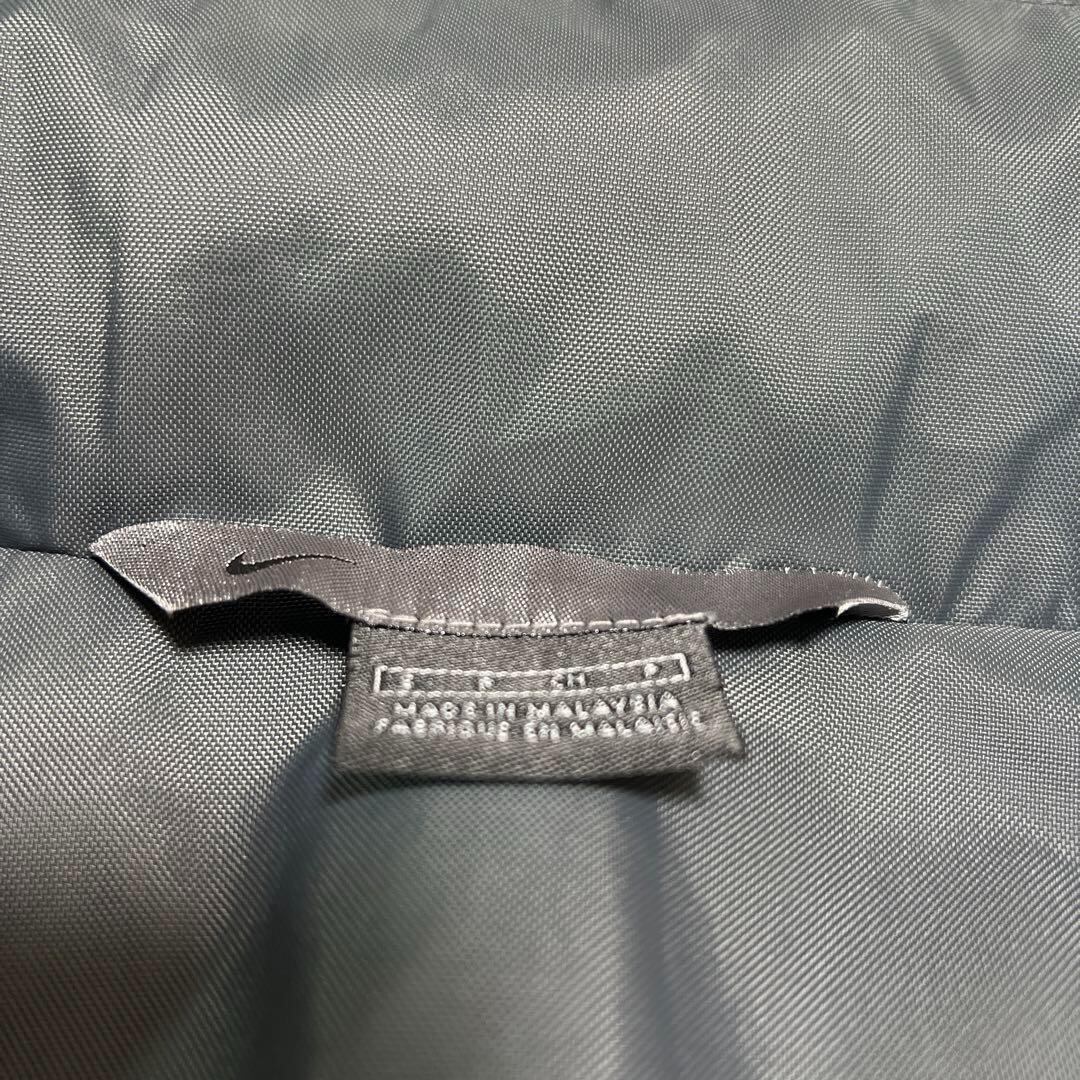 S P CH P
MADE IN MALAYSIA
FABRIQUE EN MALAISIE